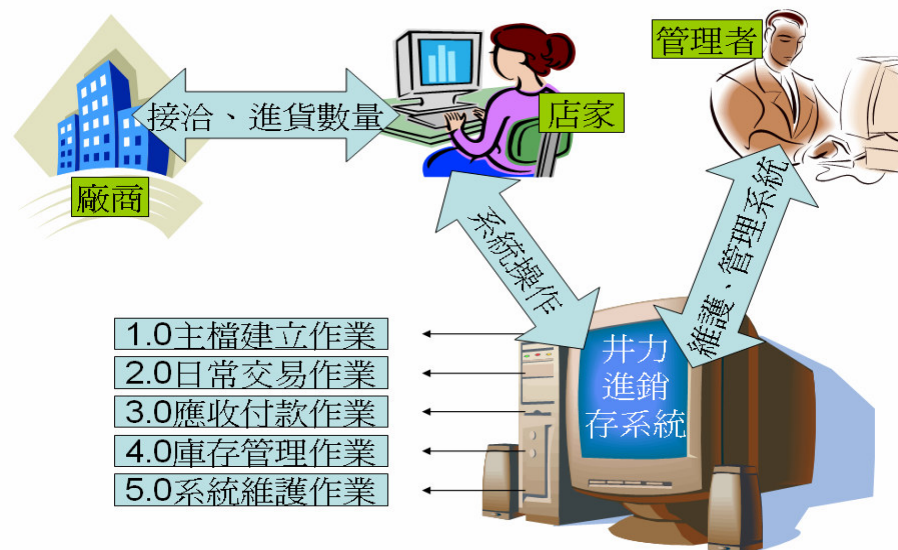 管理者
店家
接洽、進貨數量
廠商
系統操作
維護、管理系統
井力
進銷
存系統
1.0主檔建立作業
2.0日常交易作業
3.0應收付款作業
4.0庫存管理作業
5.0系統維護作業